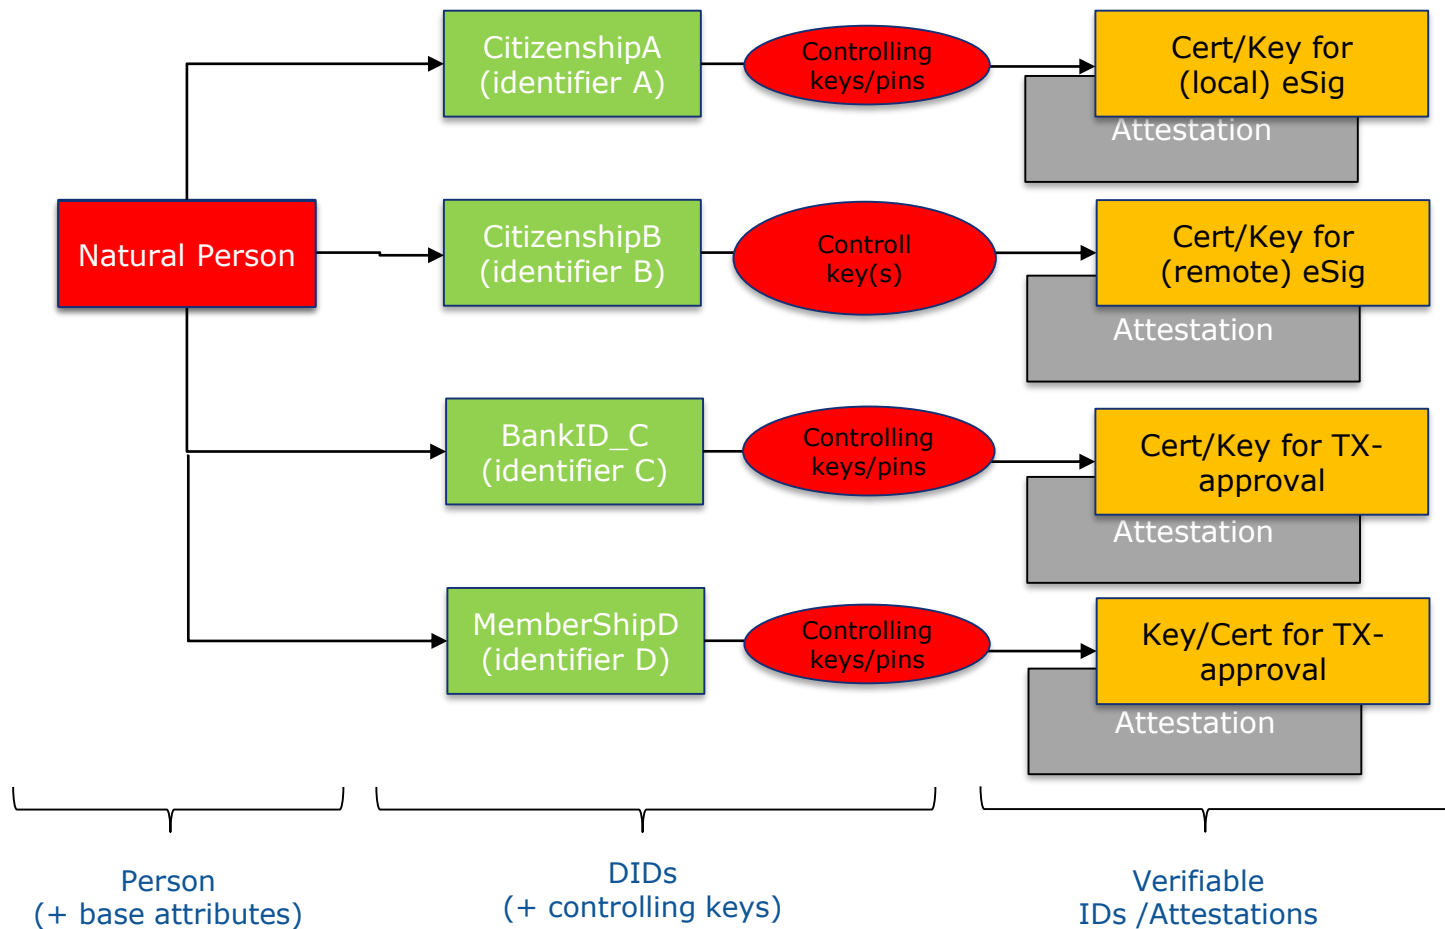 CitizenshipA
(identifier A)
Controlling
keys/pins
Cert/Key for
(local) eSig
Attestation
Natural Person
CitizenshipB
(identifier B)
Controll
key(s)
Cert/Key for
(remote) eSig
Attestation
BankID_C
(identifier C)
Controlling
keys/pins
Cert/Key for TX-
approval
Attestation
MemberShipD
(identifier D)
Controlling
keys/pins
Key/Cert for TX-
approval
Attestation
Person
(+ base attributes)
DIDs
(+ controlling keys)
Verifiable
IDs /Attestations